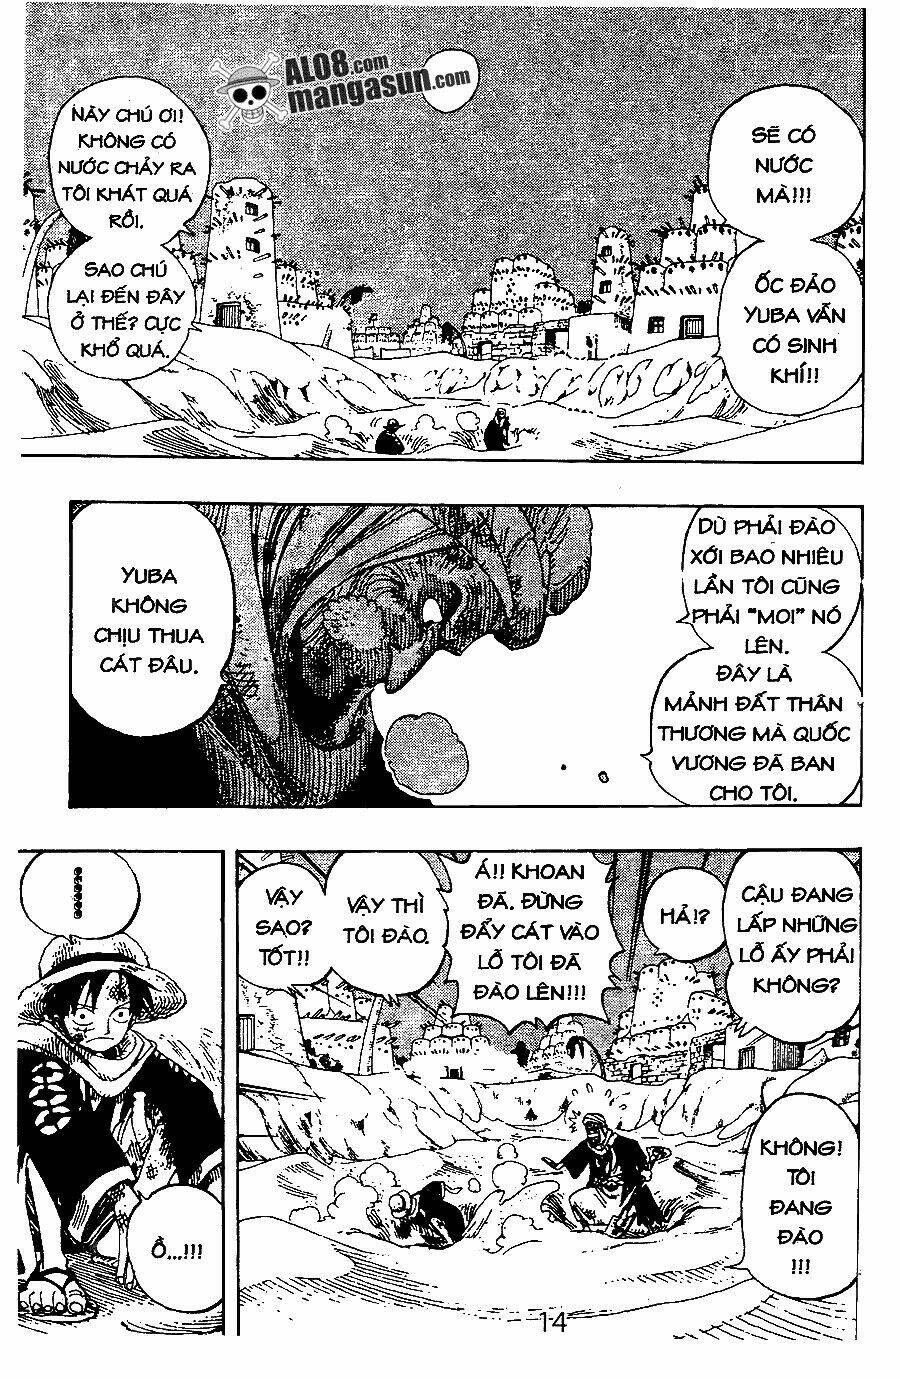 AL08.com
mangasun.com
NÀY CHÚ ƠI!
KHÔNG CÓ
NƯỚC CHẢY RA
TÔI KHÁT QUÁ
RỒI.
SAO CHÚ
LẠI ĐẾN ĐÂY
Ở THẾ? CỰC
KHỔ QUÁ.
SẼ CÓ
NƯỚC
MÀ!!!
ỐC ĐẢO
YUBA VẪN
CÓ SINH
KHÍ!!
YUBA
KHÔNG
CHỊU THUA
CÁT ĐÂU.
DÙ PHẢI ĐÀO
XỚI BAO NHIÊU
LẦN TÔI CŨNG
PHẢI "MOI" NÓ
LÊN.
ĐÂY LÀ
MẢNH ĐẤT THÂN
THƯƠNG MÀ QUỐC
VƯƠNG ĐÃ BAN
CHO TÔI.
......
Ồ...!!!
VẬY
SAO?
TỐT!!
VẬY THÌ
TÔI ĐÀO.
Á!! KHOAN
ĐÃ. ĐỪNG
ĐẨY CÁT VÀO
LỖ TÔI ĐÃ
ĐÀO LÊN!!!
HẢ!?
CẬU ĐANG
LẤP NHỮNG
LỖ ẤY PHẢI
KHÔNG?
KHÔNG!
TÔI
ĐANG
ĐÀO
!!!
14